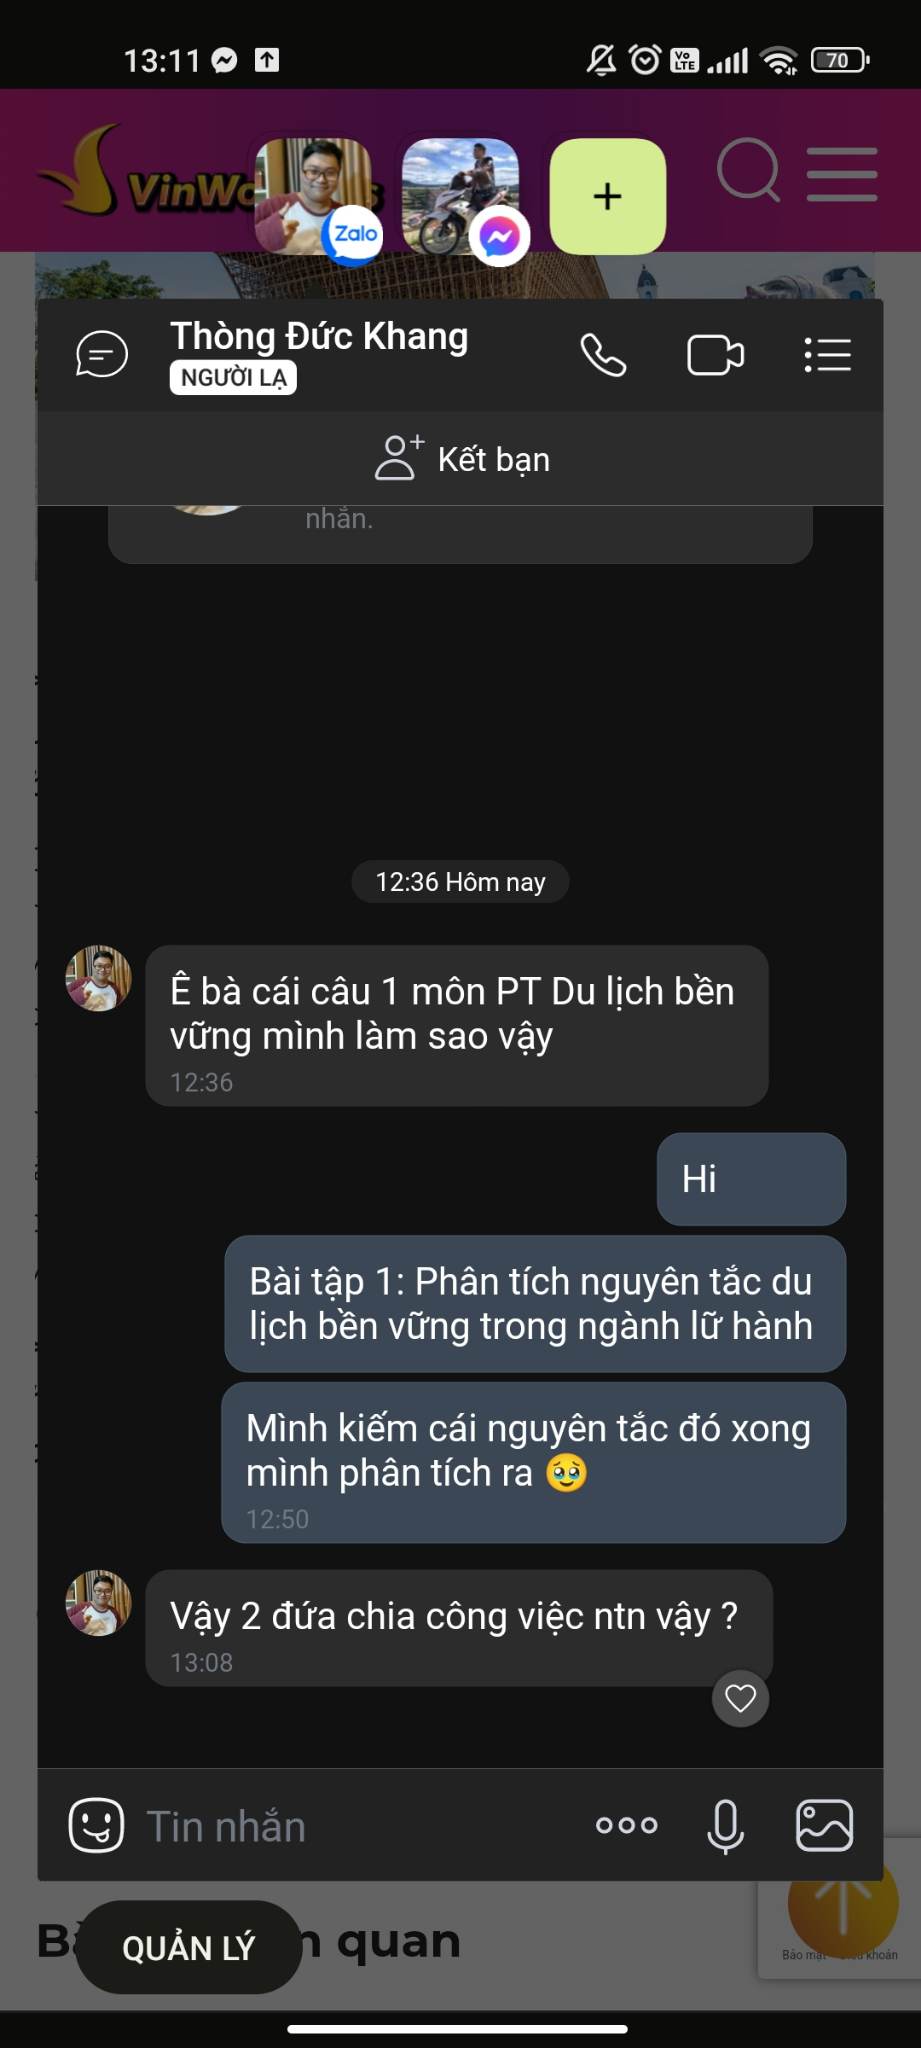 13:11
Vo
LTE
70
VinWo
Zalo
+
Thòng Đức Khang
NGƯỜI LẠ
Kết bạn
nhắn.
12:36 Hôm nay
Ê bà cái câu 1 môn PT Du lịch bền
vững mình làm sao vậy
12:36
Hi
Bài tập 1: Phân tích nguyên tắc du
lịch bền vững trong ngành lữ hành
Mình kiếm cái nguyên tắc đó xong
mình phân tích ra 🥹
12:50
Vậy 2 đứa chia công việc ntn vậy ?
13:08
Tin nhắn
quan
QUẢN LÝ
Bảo mật
khoản